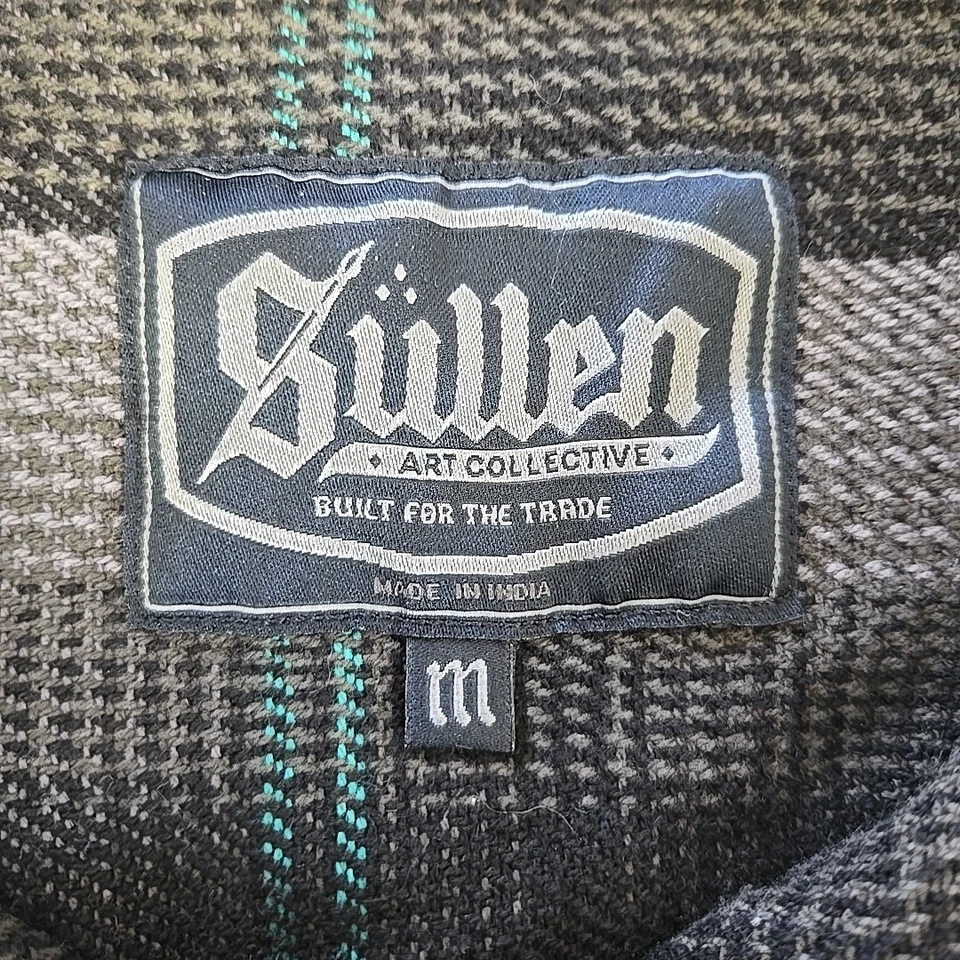 Süllen
ART COLLECTIVE
BUILT FOR THE TRADE
MADE IN INDIA
m